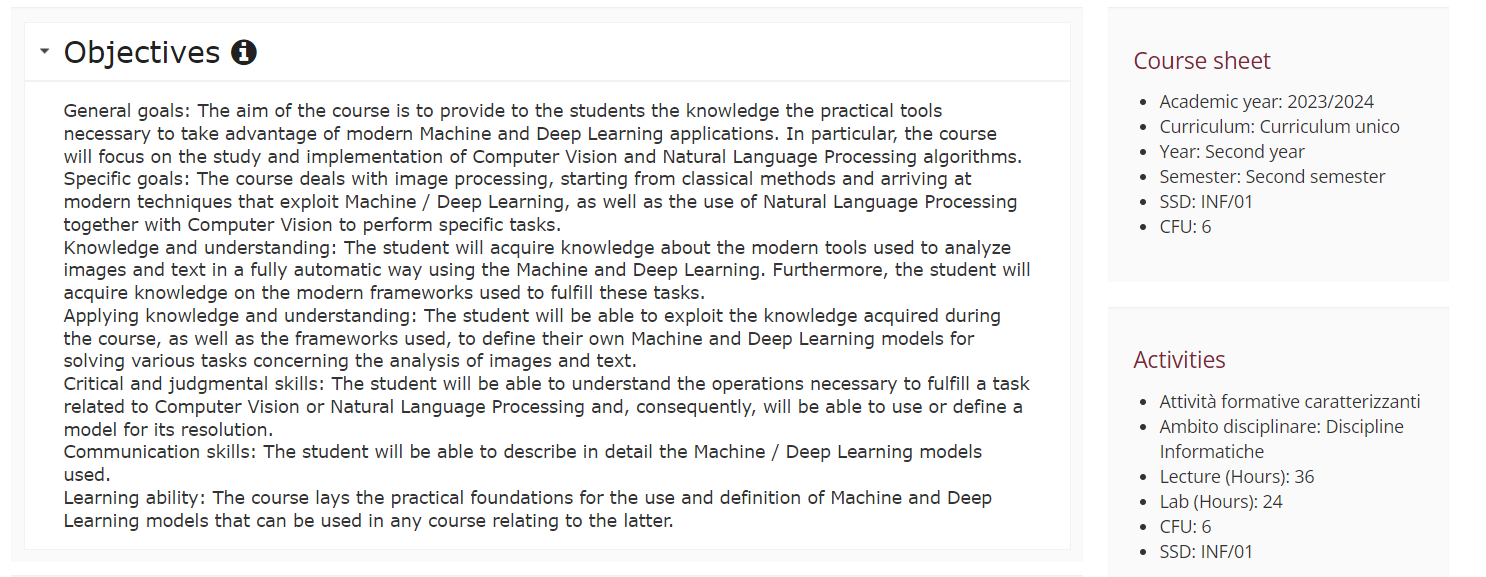 Objectives
General goals: The aim of the course is to provide to the students the knowledge the practical tools
necessary to take advantage of modern Machine and Deep Learning applications. In particular, the course
will focus on the study and implementation of Computer Vision and Natural Language Processing algorithms.
Specific goals: The course deals with image processing, starting from classical methods and arriving at
modern techniques that exploit Machine / Deep Learning, as well as the use of Natural Language Processing
together with Computer Vision to perform specific tasks.
Knowledge and understanding: The student will acquire knowledge about the modern tools used to analyze
images and text in a fully automatic way using the Machine and Deep Learning. Furthermore, the student will
acquire knowledge on the modern frameworks used to fulfill these tasks.
Applying knowledge and understanding: The student will be able to exploit the knowledge acquired during
the course, as well as the frameworks used, to define their own Machine and Deep Learning models for
solving various tasks concerning the analysis of images and text.
Critical and judgmental skills: The student will be able to understand the operations necessary to fulfill a task
related to Computer Vision or Natural Language Processing and, consequently, will be able to use or define a
model for its resolution.
Communication skills: The student will be able to describe in detail the Machine / Deep Learning models
used.
Learning ability: The course lays the practical foundations for the use and definition of Machine and Deep
Learning models that can be used in any course relating to the latter.
Course sheet
• Academic year: 2023/2024
• Curriculum: Curriculum unico
• Year: Second year
• Semester: Second semester
• SSD: INF/01
• CFU: 6
Activities
• Attività formative caratterizzanti
• Ambito disciplinare: Discipline
Informatiche
• Lecture (Hours): 36
• Lab (Hours): 24
• CFU: 6
• SSD: INF/01